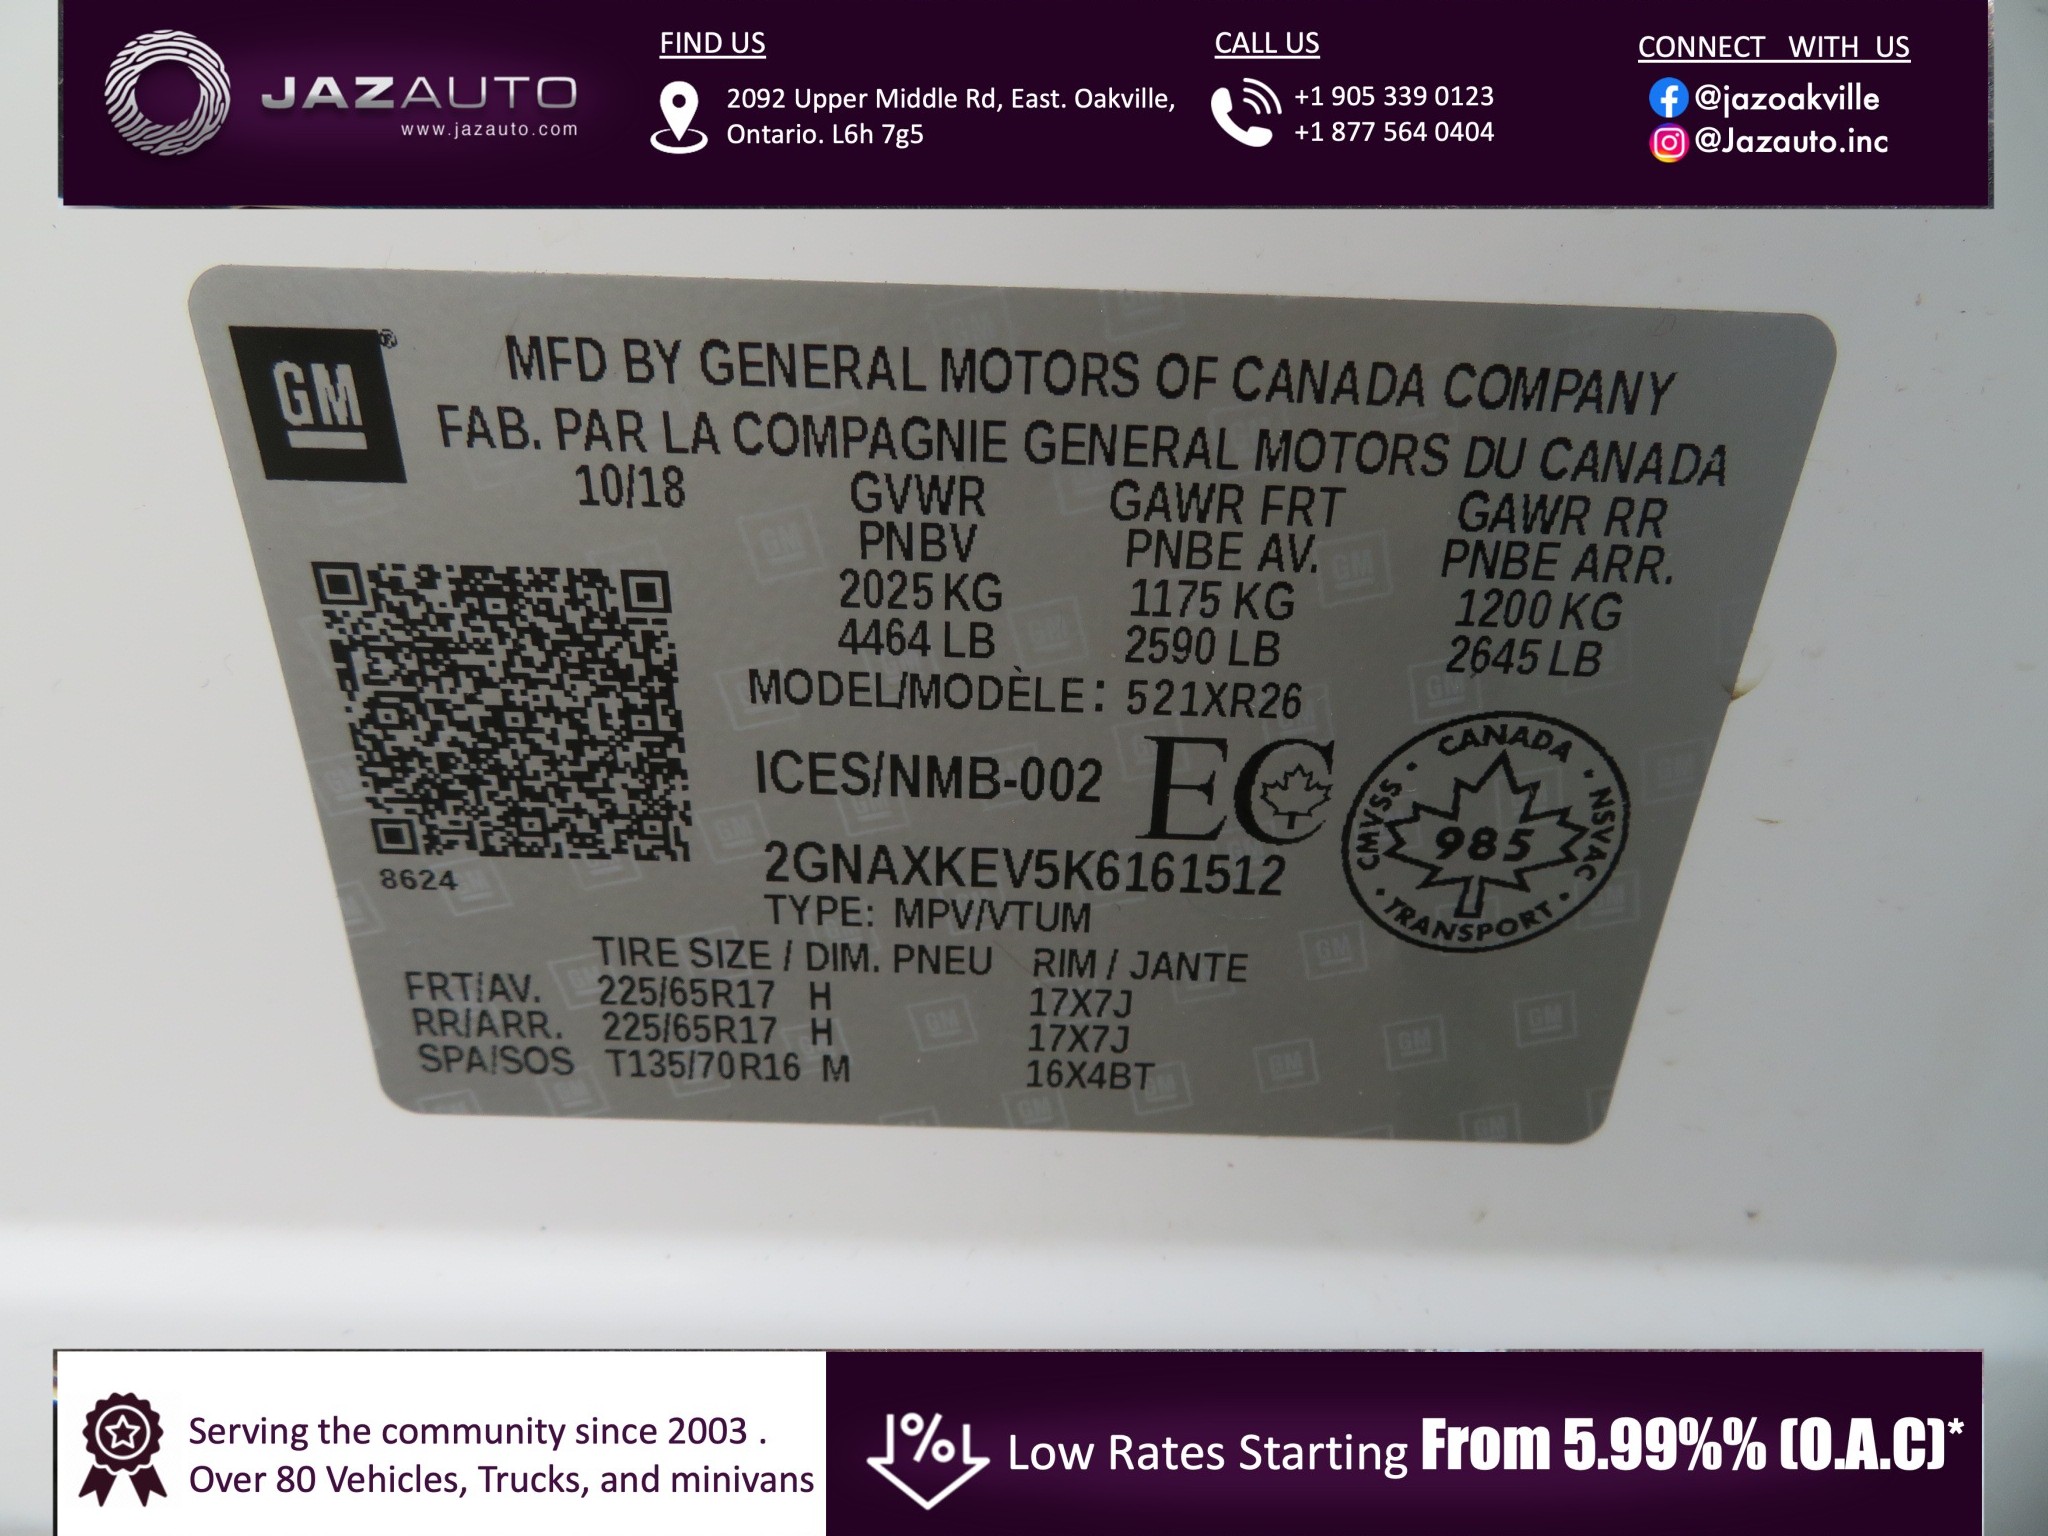 JAZAUTO
www.jazauto.com
FIND US
2092 Upper Middle Rd, East. Oakville,
Ontario. L6h 7g5
CALL US
+1 905 339 0123
+1 877 564 0404
CONNECT WITH US
@jazoakville
@Jazauto.inc
GM
MFD BY GENERAL MOTORS OF CANADA COMPANY
FAB. PAR LA COMPAGNIE GENERAL MOTORS DU CANADA
10/18 GVWR GAWR FRT GAWR RR
PNBV PNBE AV. PNBE ARR.
2025 KG 1175 KG 1200 KG
4464 LB 2590 LB 2645 LB
MODEL/MODÈLE: 521XR26
ICES/NMB-002 EC
CANADA
CMVSS 985 NSVAC
TRANSPORT
8624
2GNAXKEV5K6161512
TYPE: MPV/VTUM
TIRE SIZE / DIM. PNEU RIM / JANTE
FRT/AV. 225/65R17 H 17X7J
RR/ARR. 225/65R17 H 17X7J
SPA/SOS T135/70R16 M 16X4BT
Serving the community since 2003 .
Over 80 Vehicles, Trucks, and minivans
% Low Rates Starting From 5.99%% (O.A.C)*